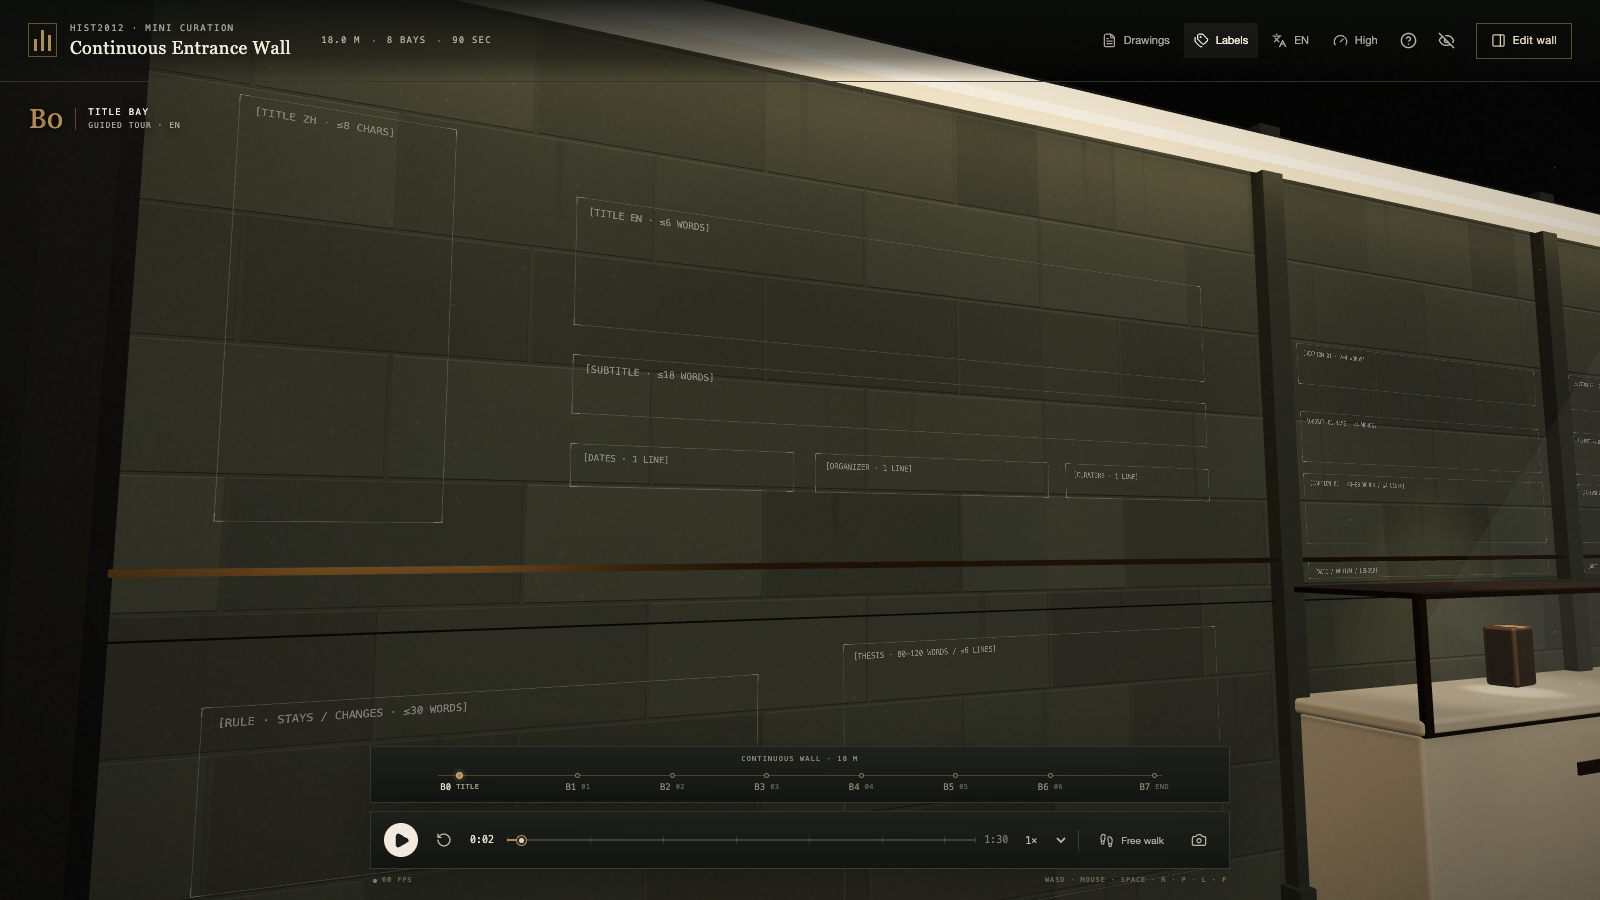 HIST2012 · MINI CURATION
Continuous Entrance Wall
18.0 M · 8 BAYS · 90 SEC
Drawings
Labels
EN
High
Edit wall
B0
TITLE BAY
GUIDED TOUR · EN
[TITLE ZH · ≤8 CHARS]
[TITLE EN · ≤6 WORDS]
[SUBTITLE · ≤18 WORDS]
[DATES · 1 LINE]
[ORGANIZER · 1 LINE]
[CURATORS · 1 LINE]
[THESIS · 80–120 WORDS / ≤6 LINES]
[RULE · STAYS / CHANGES · ≤30 WORDS]
CONTINUOUS WALL · 18 M
B0 TITLE
B1 01
B2 02
B3 03
B4 04
B5 05
B6 06
B7 END
0:02
1:30
1×
Free walk
60 FPS
WASD · MOUSE · SPACE · R · P · L · F